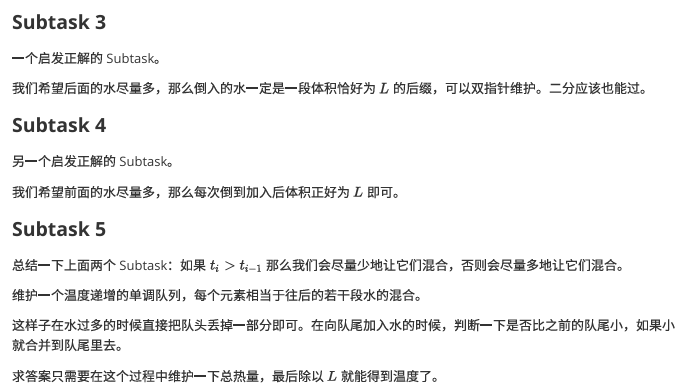 Subtask 3
一个启发正解的 Subtask。
我们希望后面的水尽量多，那么倒入的水一定是一段体积恰好为 L 的后缀，可以双指针维护。二分应该也能过。
Subtask 4
另一个启发正解的 Subtask。
我们希望前面的水尽量多，那么每次倒到加入后体积正好为 L 即可。
Subtask 5
总结一下上面两个 Subtask：如果 t_i > t_{i−1} 那么我们会尽量少地让它们混合，否则会尽量多地让它们混合。
维护一个温度递增的单调队列，每个元素相当于往后的若干段水的混合。
这样子在水过多的时候直接把队头丢掉一部分即可。在向队尾加入水的时候，判断一下是否比之前的队尾小，如果小
就合并到队尾里去。
求答案只需要在这个过程中维护一下总热量，最后除以 L 就能得到温度了。